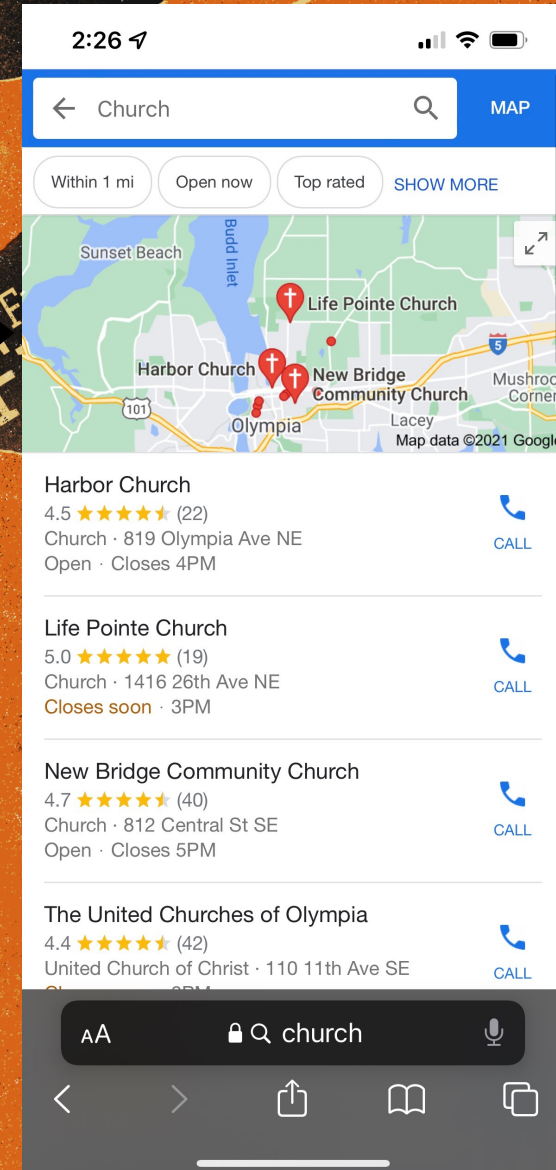 2:26
Church
MAP
Within 1 mi
Open now
Top rated
SHOW MORE
Sunset Beach
Budd Inlet
Life Pointe Church
5
Harbor Church
New Bridge
Community Church
101
Olympia
Lacey
Map data ©2021
Harbor Church
4.5 ★★★★★ (22)
Church · 819 Olympia Ave NE
Open · Closes 4PM
CALL
Life Pointe Church
5.0 ★★★★★ (19)
Church · 1416 26th Ave NE
Closes soon · 3PM
CALL
New Bridge Community Church
4.7 ★★★★★ (40)
Church · 812 Central St SE
Open · Closes 5PM
CALL
The United Churches of Olympia
4.4 ★★★★★ (42)
United Church of Christ · 110 11th Ave SE
CALL
AA
church